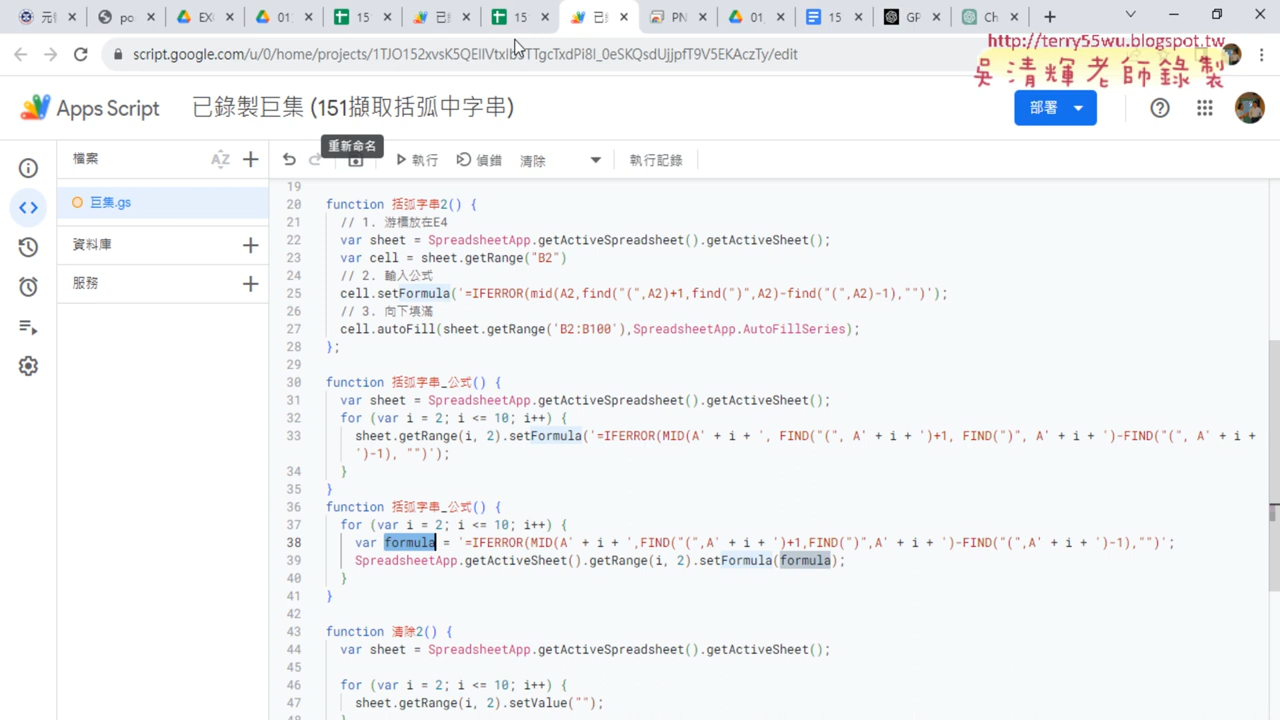 元
po
EX
01
15
已
15
已
PN
01
15
GP
Ch
script.google.com/u/0/home/projects/1TJO152xvsK5QEIIVtxlb
TTgcTxdPi8l_0eSKQsdUjjpfT9V5EKAczTy/edit
http://terry55wu.blogspot.tw
吳清輝老師錄製
Apps Script
已錄製巨集 (151擷取括弧中字串)
部署
檔案
AZ
重新命名
執行
偵錯
清除
執行記錄
巨集.gs
資料庫
服務
19
20 function 括弧字串2() {
21 // 1. 游標放在E4
22 var sheet = SpreadsheetApp.getActiveSpreadsheet().getActiveSheet();
23 var cell = sheet.getRange("B2")
24 // 2. 輸入公式
25 cell.setFormula('=IFERROR(mid(A2,find("(",A2)+1,find(")",A2)-find("(",A2)-1),"")');
26 // 3. 向下填滿
27 cell.autoFill(sheet.getRange('B2:B100'),SpreadsheetApp.AutoFillSeries);
28 };
29
30 function 括弧字串_公式() {
31 var sheet = SpreadsheetApp.getActiveSpreadsheet().getActiveSheet();
32 for (var i = 2; i <= 10; i++) {
33 sheet.getRange(i, 2).setFormula('=IFERROR(MID(A' + i + ', FIND("(", A' + i + ')+1, FIND(")", A' + i + ')-FIND("(", A' + i +
')-1), "")');
34 }
35 }
36 function 括弧字串_公式() {
37 for (var i = 2; i <= 10; i++) {
38 var formula = '=IFERROR(MID(A' + i + ',FIND("(",A' + i + ')+1,FIND(")",A' + i + ')-FIND("(",A' + i + ')-1),"")';
39 SpreadsheetApp.getActiveSheet().getRange(i, 2).setFormula(formula);
40 }
41 }
42
43 function 清除2() {
44 var sheet = SpreadsheetApp.getActiveSpreadsheet().getActiveSheet();
45
46 for (var i = 2; i <= 10; i++) {
47 sheet.getRange(i, 2).setValue("");
48 }